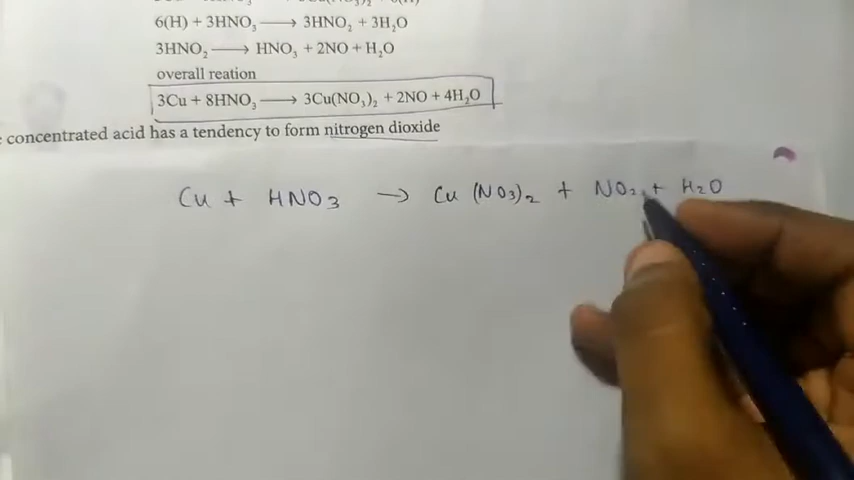 6(H) + 3HNO₃ ⟶ 3HNO₂ + 3H₂O
3HNO₂ ⟶ HNO₃ + 2NO + H₂O
overall reation
3Cu + 8HNO₃ ⟶ 3Cu(NO₃)₂ + 2NO + 4H₂O
concentrated acid has a tendency to form nitrogen dioxide
Cu + HNO₃ → Cu (NO₃)₂ + NO₂ + H₂O